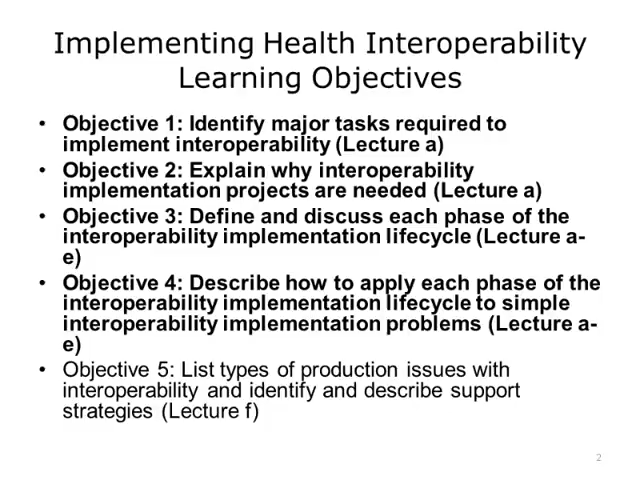 Implementing Health Interoperability
Learning Objectives
• Objective 1: Identify major tasks required to
implement interoperability (Lecture a)
• Objective 2: Explain why interoperability
implementation projects are needed (Lecture a)
• Objective 3: Define and discuss each phase of the
interoperability implementation lifecycle (Lecture a-
e)
• Objective 4: Describe how to apply each phase of the
interoperability implementation lifecycle to simple
interoperability implementation problems (Lecture a-
e)
• Objective 5: List types of production issues with
interoperability and identify and describe support
strategies (Lecture f)
2